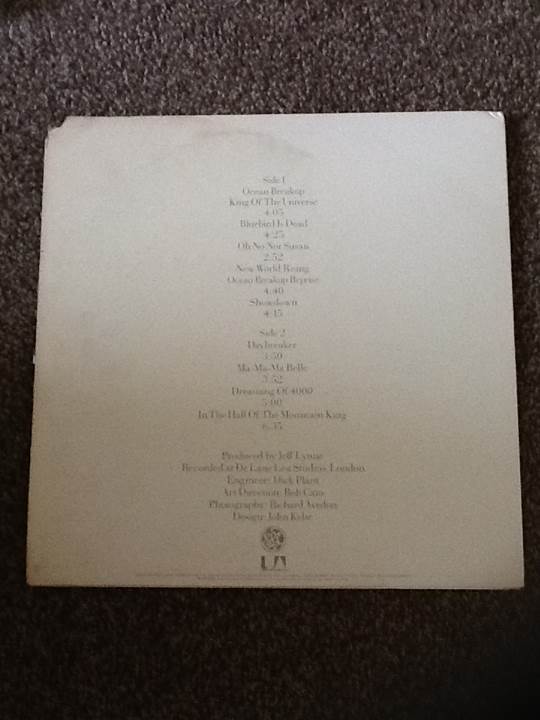 Side 1
Ocean Breakup
King Of The Universe
4:05
Bluebird Is Dead
4:25
Oh No Not Susan
2:52
New World Rising
Ocean Breakup Reprise
4:40
Showdown
4:15
Side 2
Daybreaker
3:50
Ma-Ma-Ma Belle
3:52
Dreaming Of 4000
5:00
In The Hall Of The Mountain King
6:35
Produced by Jeff Lynne
Recorded at De Lane Lea Studios, London
Engineer: Dick Plant
Art Direction: Bob Cato
Photography: Richard Avedon
Design: John Kehe
UA